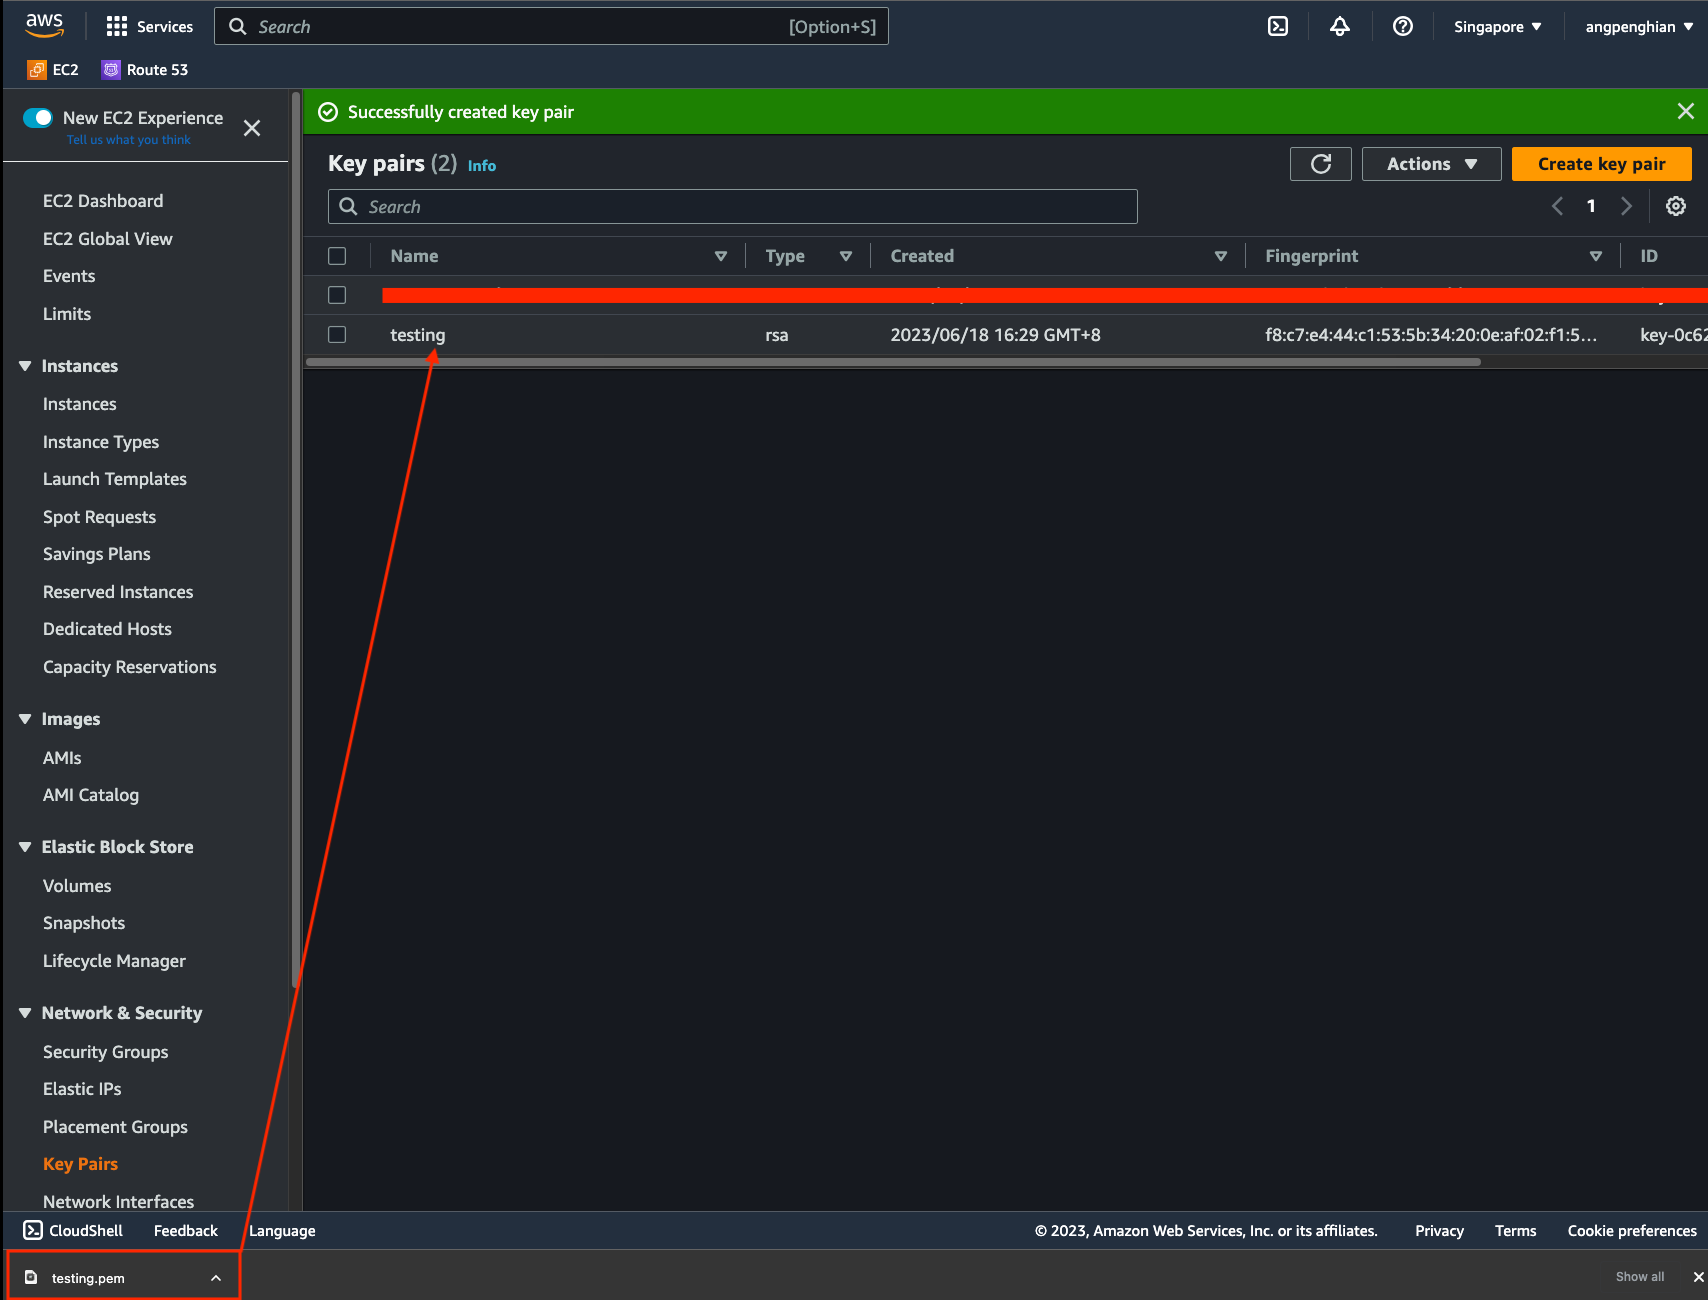 aws
Services
Search
[Option+S]
Singapore
angpenghian
EC2
Route 53
New EC2 Experience
Tell us what you think
Successfully created key pair
Key pairs (2) Info
Actions
Create key pair
Search
1
Name
Type
Created
Fingerprint
ID
testing
rsa
2023/06/18 16:29 GMT+8
f8:c7:e4:44:c1:53:5b:34:20:0e:af:02:f1:5...
key-0c62
EC2 Dashboard
EC2 Global View
Events
Limits
Instances
Instances
Instance Types
Launch Templates
Spot Requests
Savings Plans
Reserved Instances
Dedicated Hosts
Capacity Reservations
Images
AMIs
AMI Catalog
Elastic Block Store
Volumes
Snapshots
Lifecycle Manager
Network & Security
Security Groups
Elastic IPs
Placement Groups
Key Pairs
Network Interfaces
CloudShell
Feedback
Language
© 2023, Amazon Web Services, Inc. or its affiliates.
Privacy
Terms
Cookie preferences
testing.pem
Show all